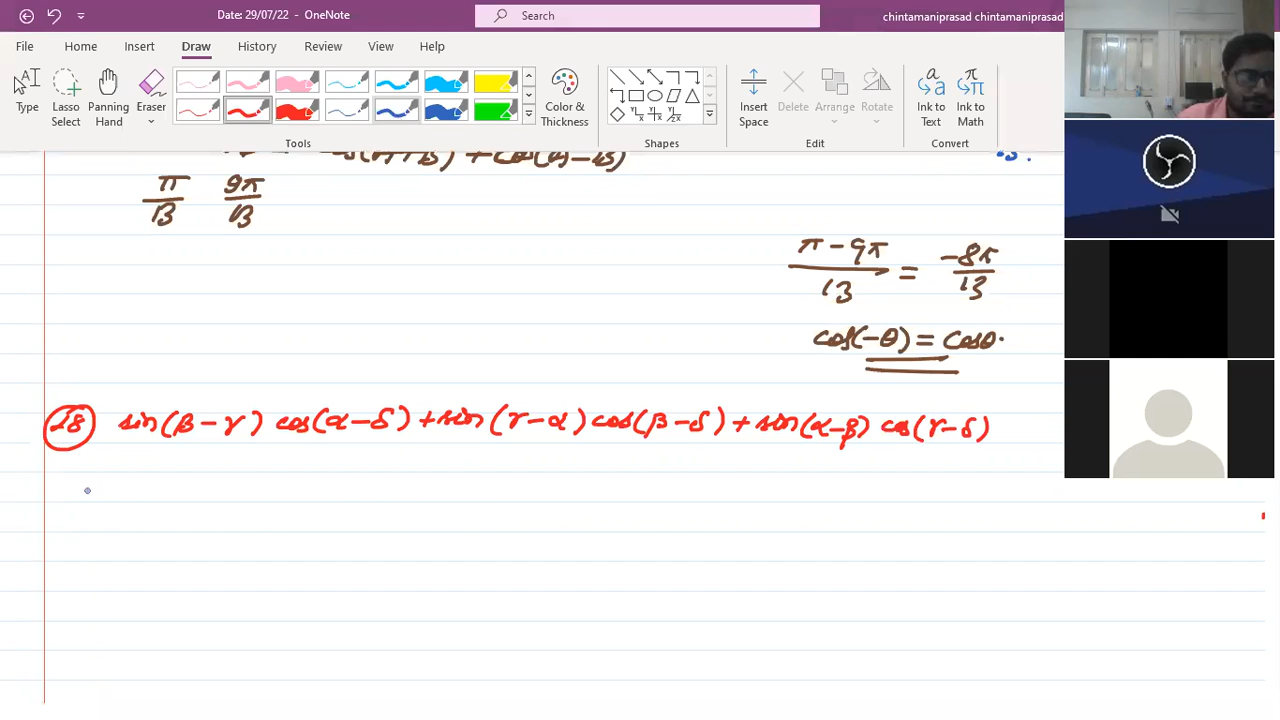 Date: 29/07/22 - OneNote
Search
chintamaniprasad chintamaniprasad
File Home Insert Draw History Review View Help
Type
Lasso Select
Panning Hand
Eraser
Color & Thickness
Insert Space
Delete
Arrange
Rotate
Ink to Text
Ink to Math
Tools Shapes Edit Convert
π/13 9π/13
π - 9π / 13 = -8π/13
cos(-θ) = cosθ.
18 sin(β-γ) cos(α-δ) + sin(γ-α) cos(β-δ) + sin(α-β) cos(γ-δ)